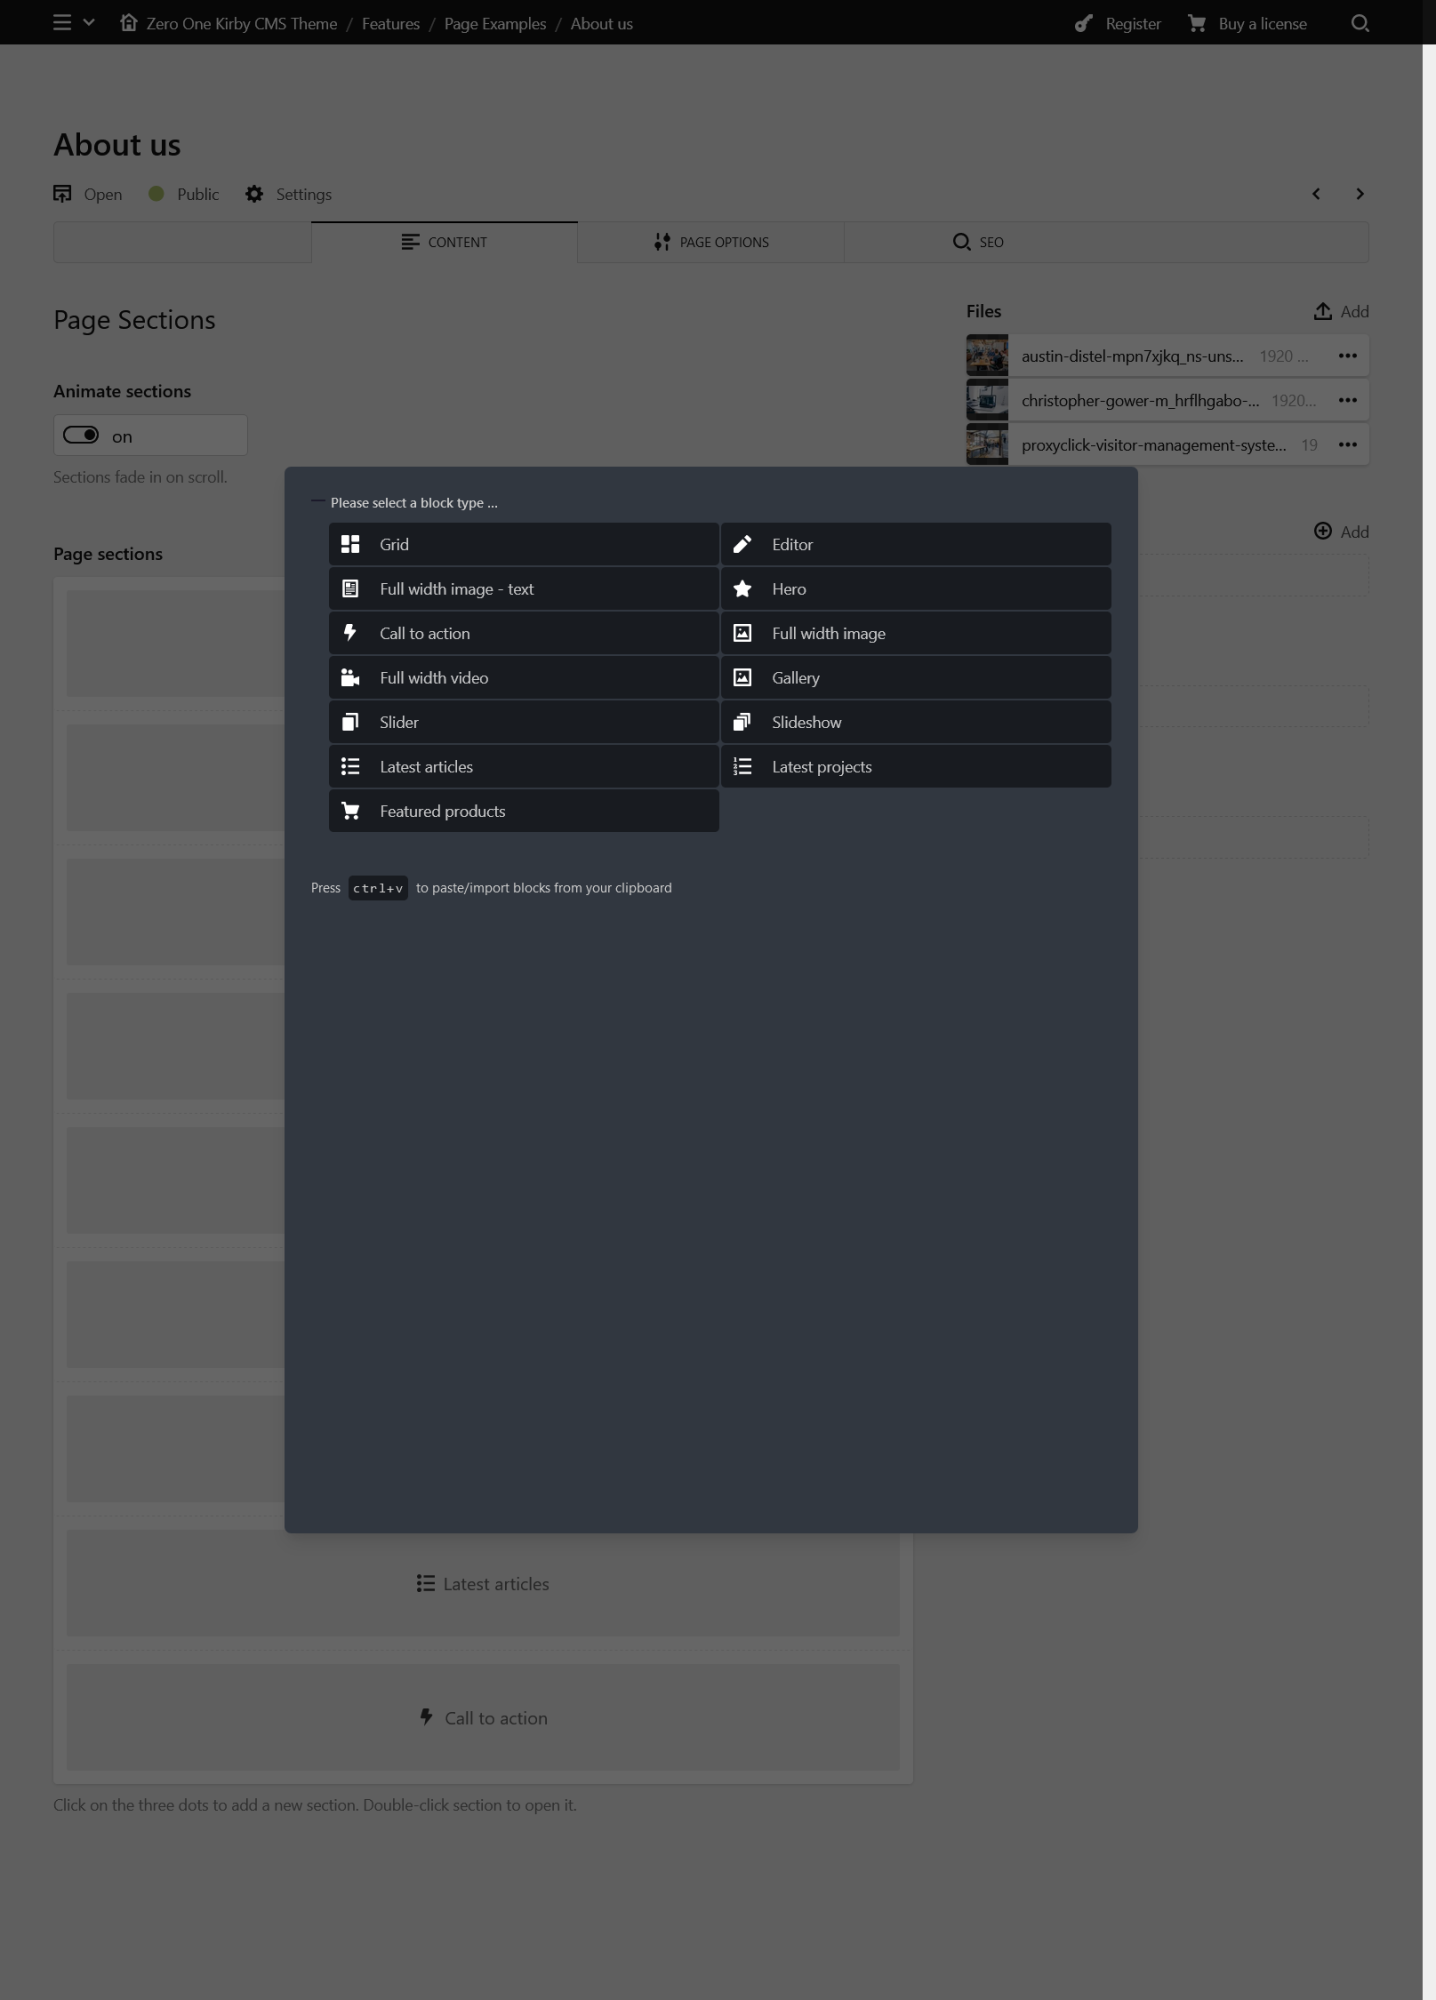 Zero One Kirby CMS Theme / Features / Page Examples / About us
Register
Buy a license
About us
Open
Public
Settings
CONTENT
PAGE OPTIONS
SEO
Page Sections
Animate sections
on
Sections fade in on scroll.
Page sections
Files
Add
austin-distel-mpn7xjkq_ns-uns... 1920 ...
christopher-gower-m_hrflhgabo-... 1920...
proxyclick-visitor-management-syste... 19
Add
Please select a block type ...
Grid
Editor
Full width image - text
Hero
Call to action
Full width image
Full width video
Gallery
Slider
Slideshow
Latest articles
Latest projects
Featured products
Press ctrl+v to paste/import blocks from your clipboard
Latest articles
Call to action
Click on the three dots to add a new section. Double-click section to open it.